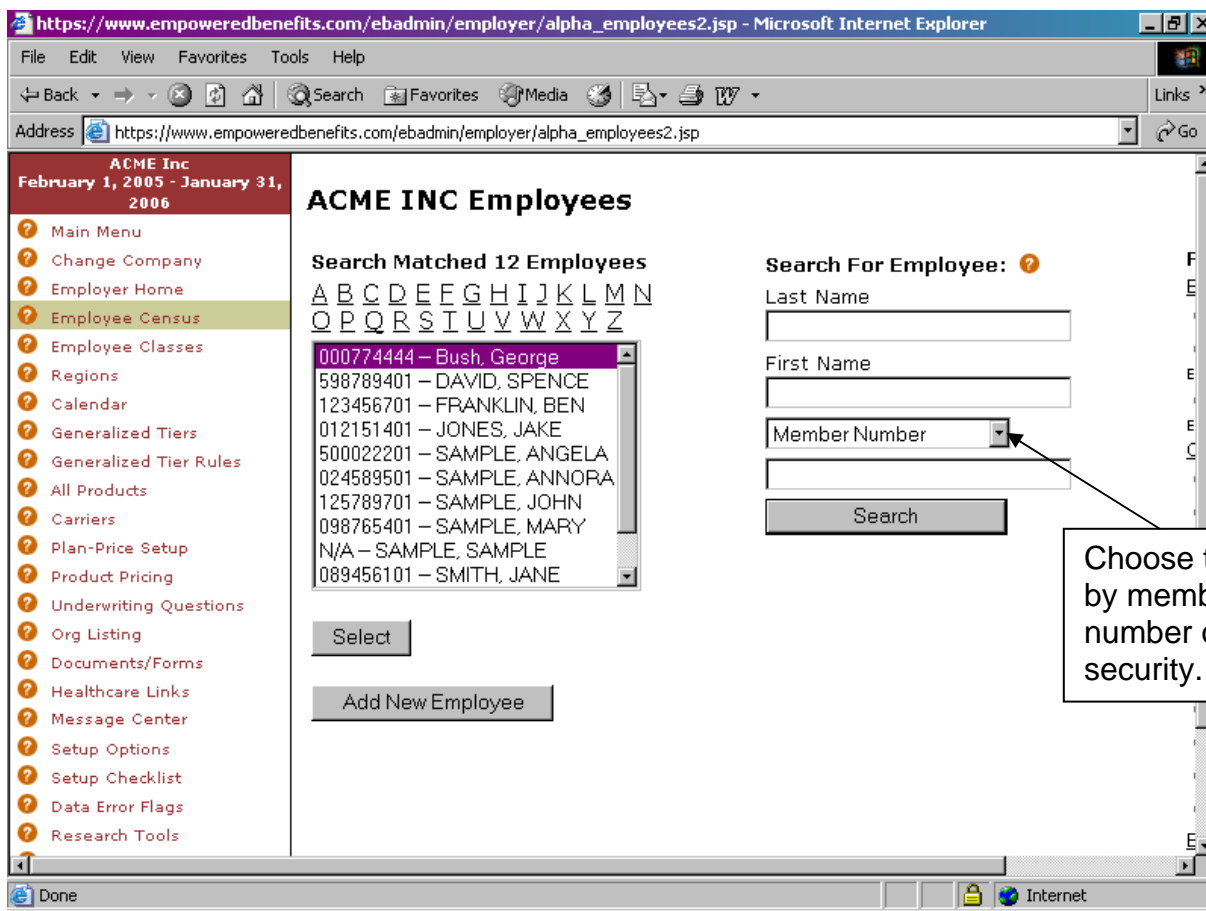 https://www.empoweredbenefits.com/ebadmin/employer/alpha_employees2.jsp - Microsoft Internet Explorer
File Edit View Favorites Tools Help
Back Search Favorites Media Links
Address https://www.empoweredbenefits.com/ebadmin/employer/alpha_employees2.jsp Go
ACME Inc
February 1, 2005 - January 31,
2006
Main Menu
Change Company
Employer Home
Employee Census
Employee Classes
Regions
Calendar
Generalized Tiers
Generalized Tier Rules
All Products
Carriers
Plan-Price Setup
Product Pricing
Underwriting Questions
Org Listing
Documents/Forms
Healthcare Links
Message Center
Setup Options
Setup Checklist
Data Error Flags
Research Tools
ACME INC Employees
Search Matched 12 Employees
A B C D E F G H I J K L M N
O P Q R S T U V W X Y Z
000774444 – Bush, George
598789401 – DAVID, SPENCE
123456701 – FRANKLIN, BEN
012151401 – JONES, JAKE
500022201 – SAMPLE, ANGELA
024589501 – SAMPLE, ANNORA
125789701 – SAMPLE, JOHN
098765401 – SAMPLE, MARY
N/A – SAMPLE, SAMPLE
089456101 – SMITH, JANE
Select
Add New Employee
Search For Employee:
Last Name
First Name
Member Number
Search
Choose
by
number
security.
Done Internet